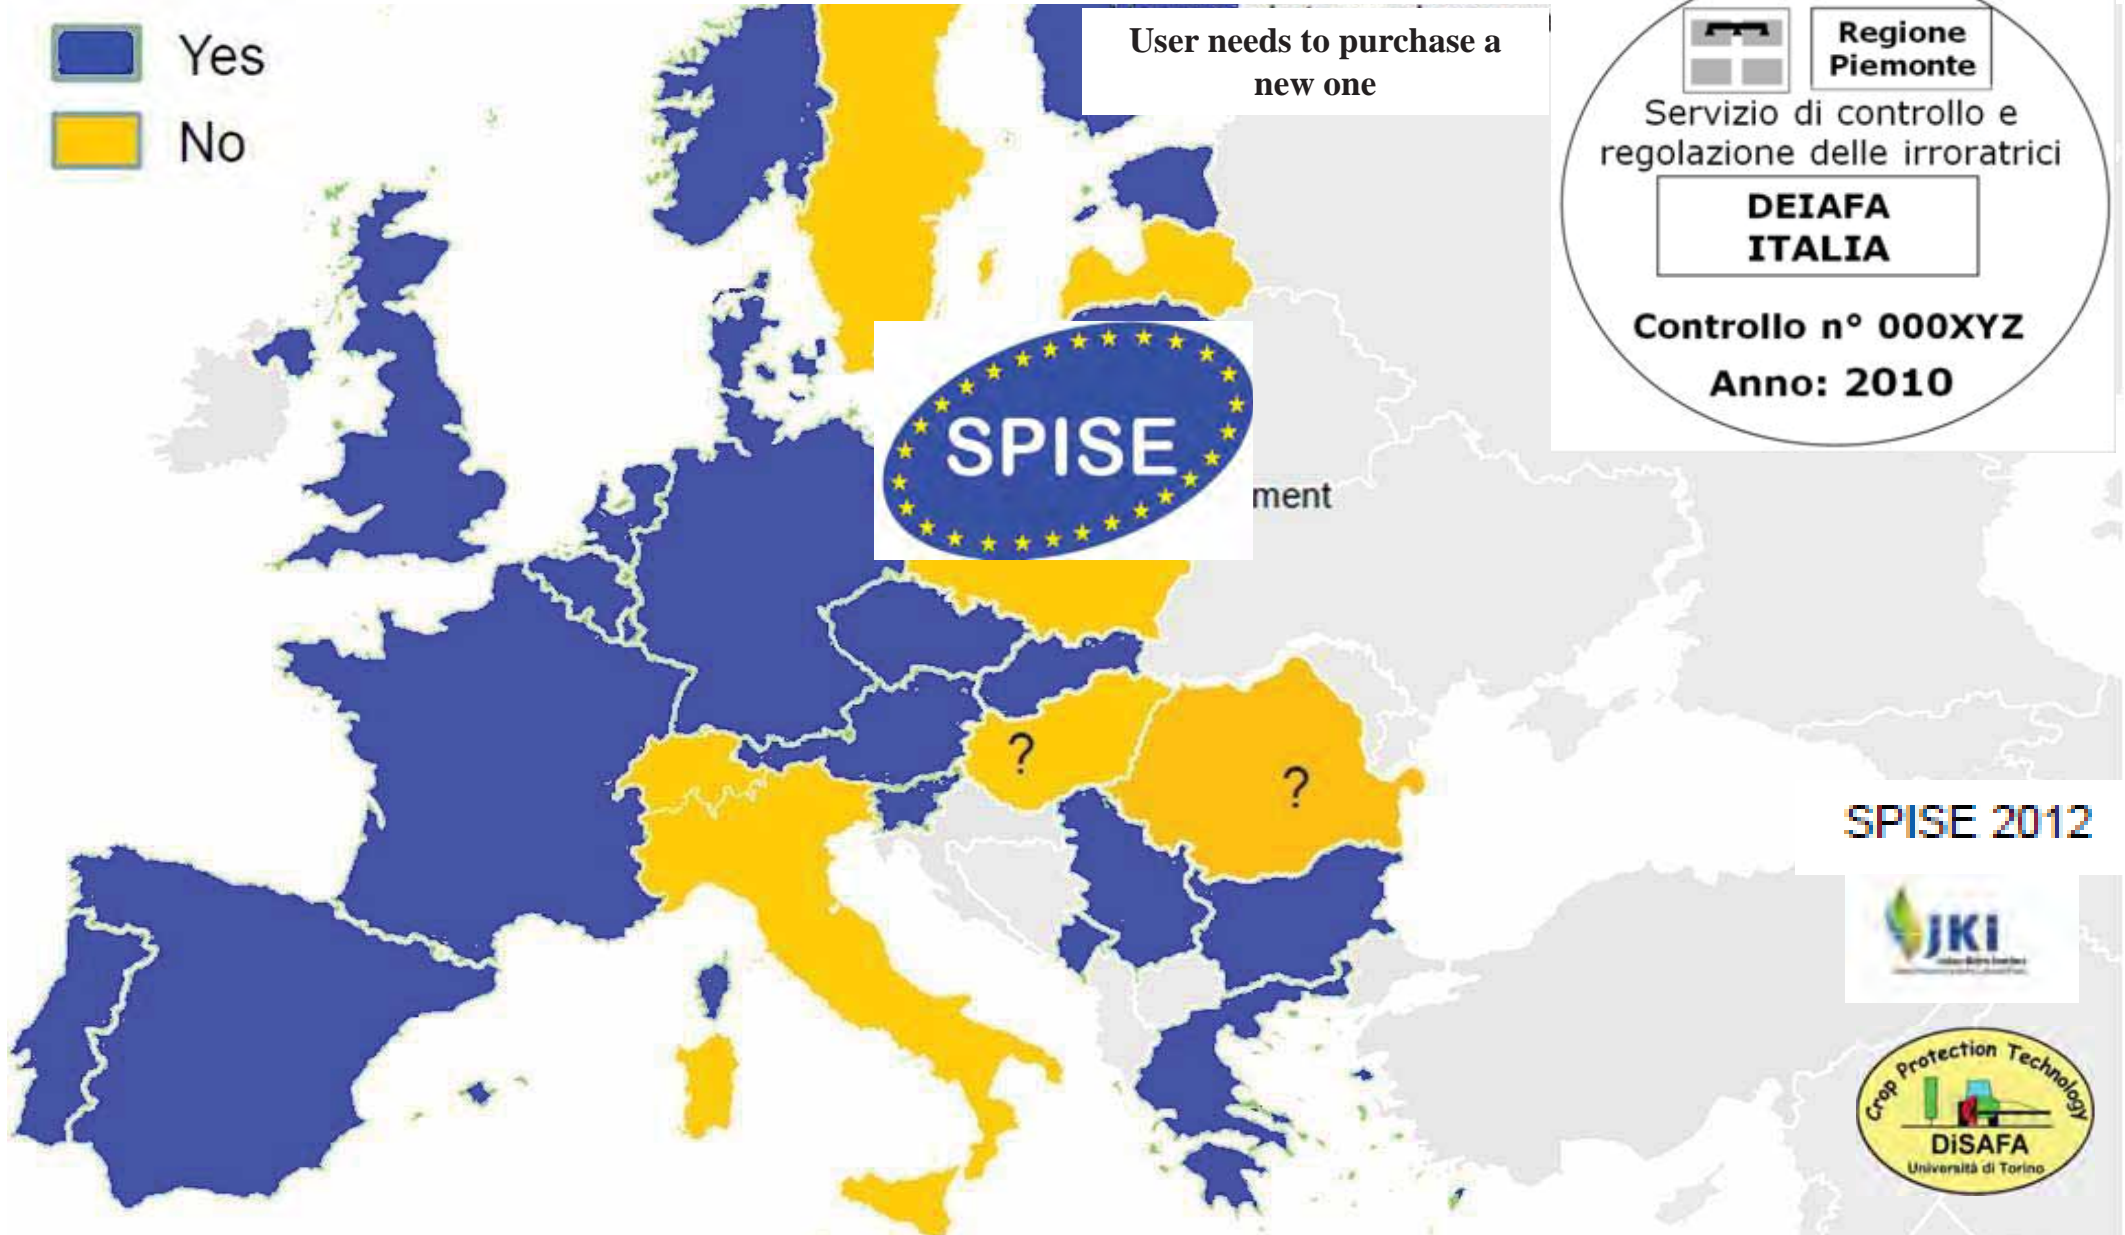 Yes
No
User needs to purchase a
new one
Regione
Piemonte
Servizio di controllo e
regolazione delle irroratrici
DEIAFA
ITALIA
Controllo n° 000XYZ
Anno: 2010
SPISE
ment
?
?
SPISE 2012
JKI
Crop Protection Technology
DiSAFA
Università di Torino